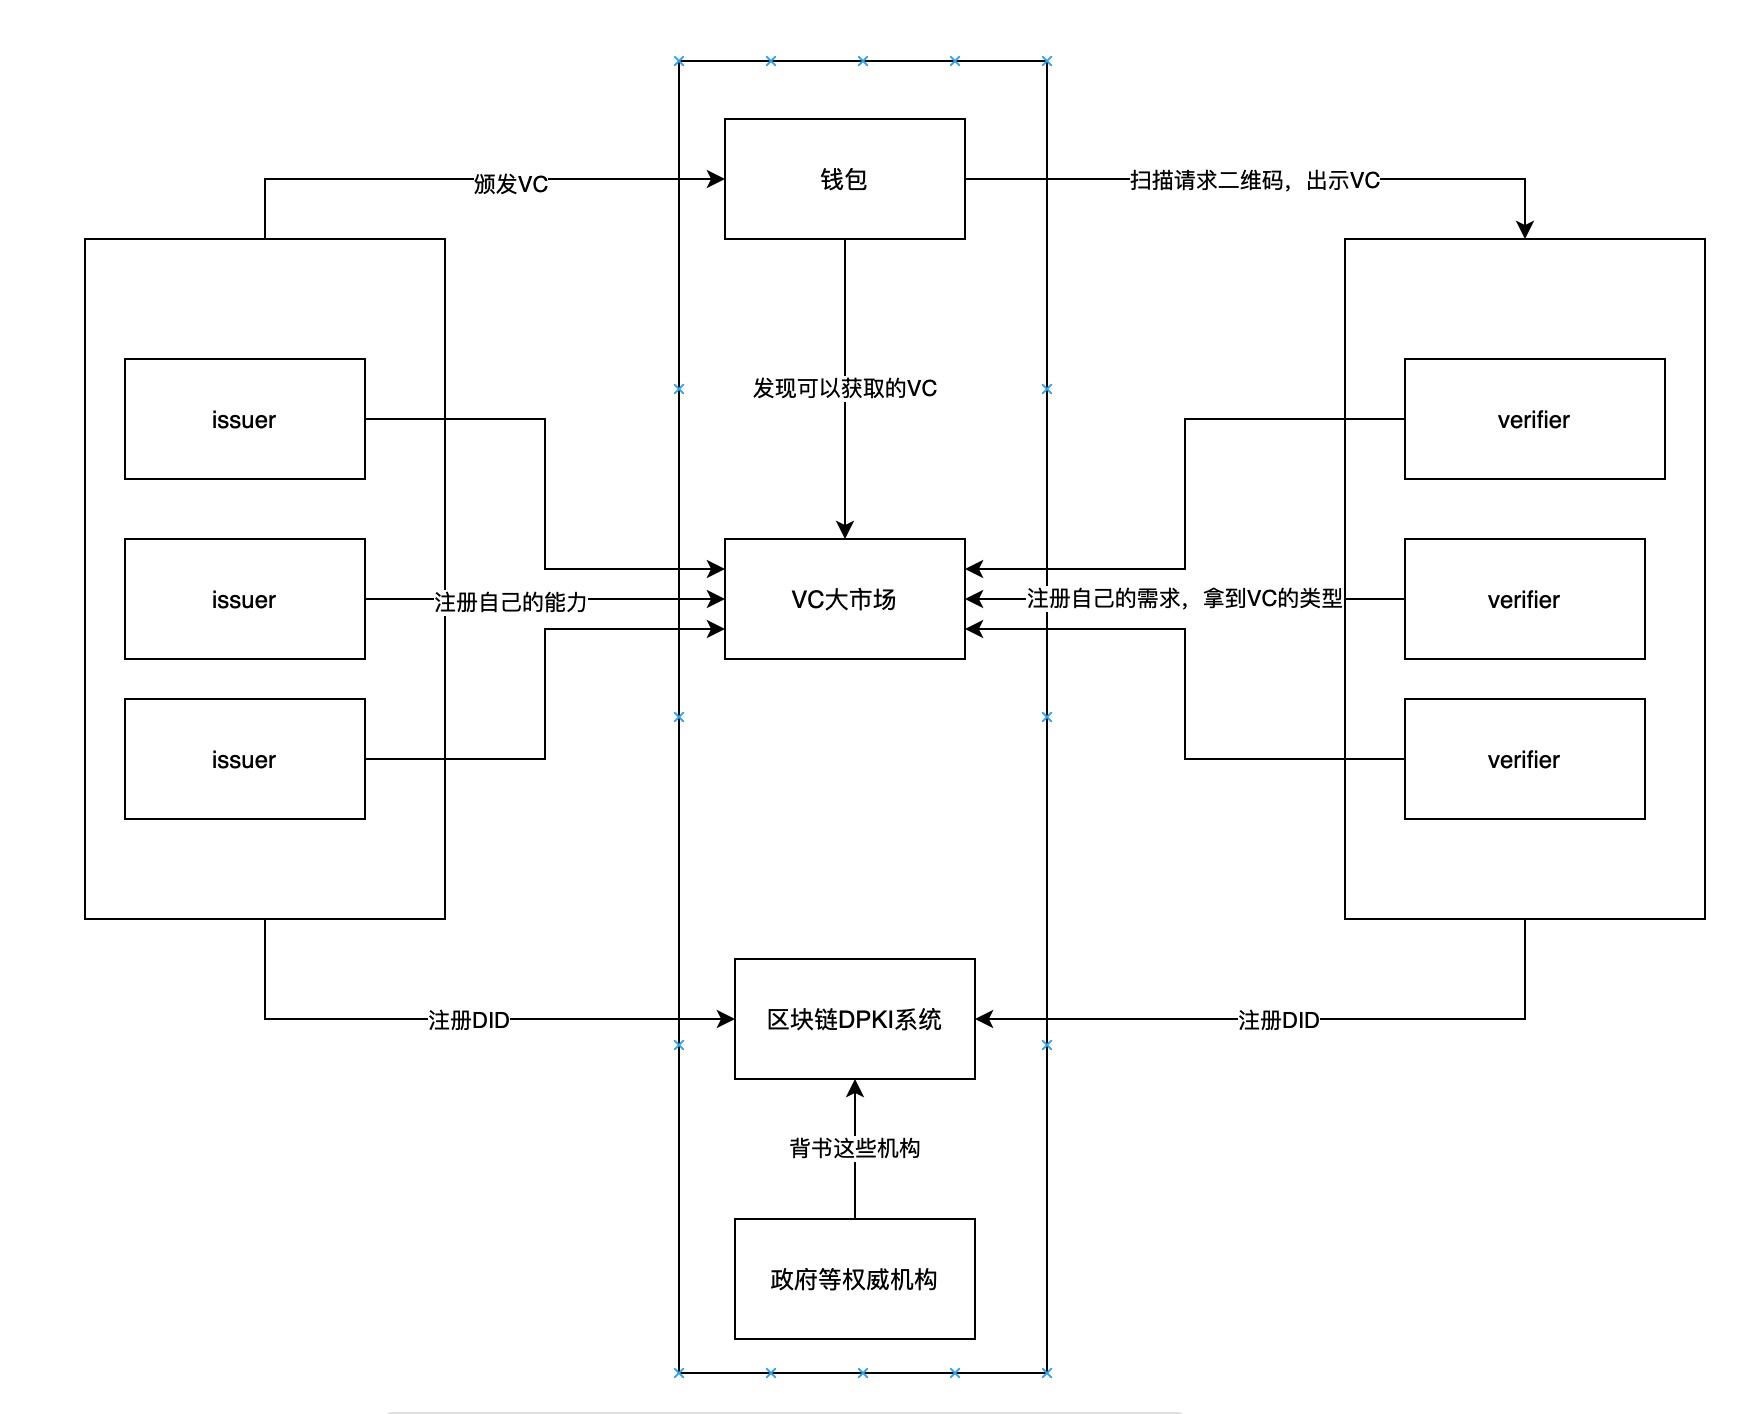 钱包
颁发VC
扫描请求二维码，出示VC
发现可以获取的VC
issuer
verifier
issuer
注册自己的能力
VC大市场
注册自己的需求，拿到VC的类型
verifier
issuer
verifier
注册DID
区块链DPKI系统
注册DID
背书这些机构
政府等权威机构